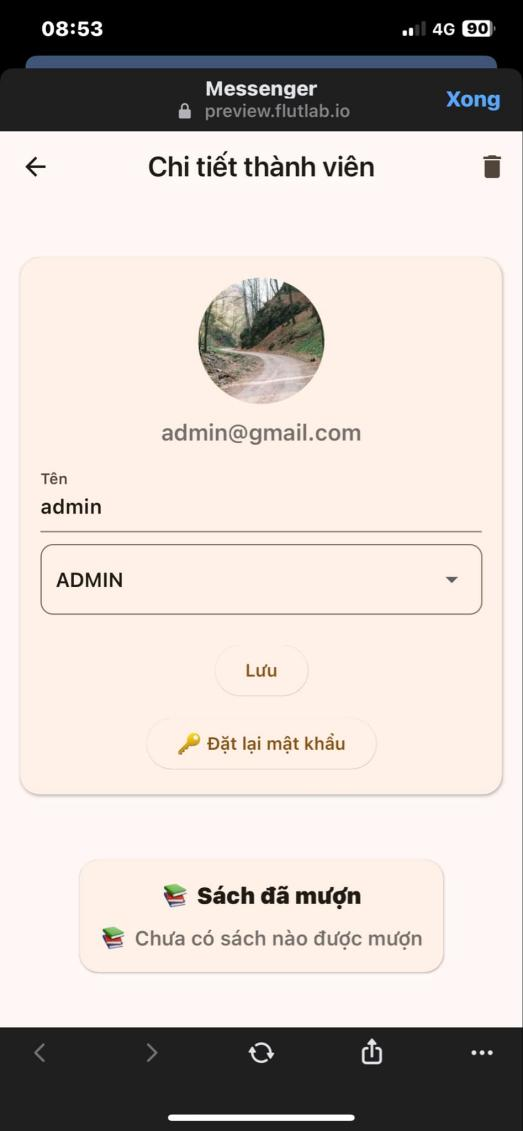 08:53
4G 90
Messenger
preview.flutlab.io
Xong
Chi tiết thành viên
admin@gmail.com
Tên
admin
ADMIN
Lưu
🔑 Đặt lại mật khẩu
📚 Sách đã mượn
📚 Chưa có sách nào được mượn